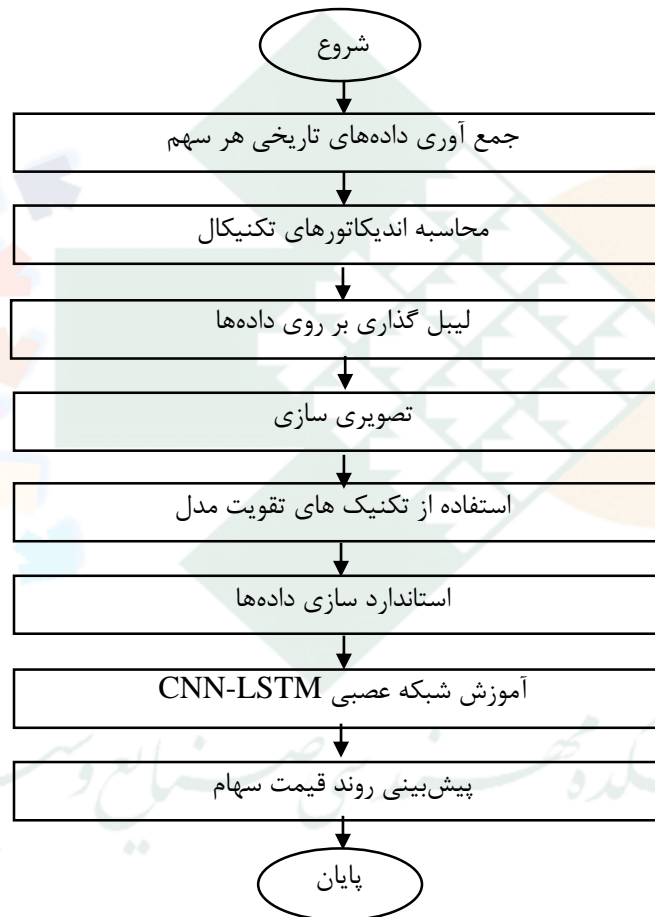 شروع
جمع آوری داده‌های تاریخی هر سهم
محاسبه اندیکاتورهای تکنیکال
لیبل گذاری بر روی داده‌ها
تصویری سازی
استفاده از تکنیک های تقویت مدل
استاندارد سازی داده‌ها
آموزش شبکه عصبی CNN-LSTM
پیش‌بینی روند قیمت سهام
پایان